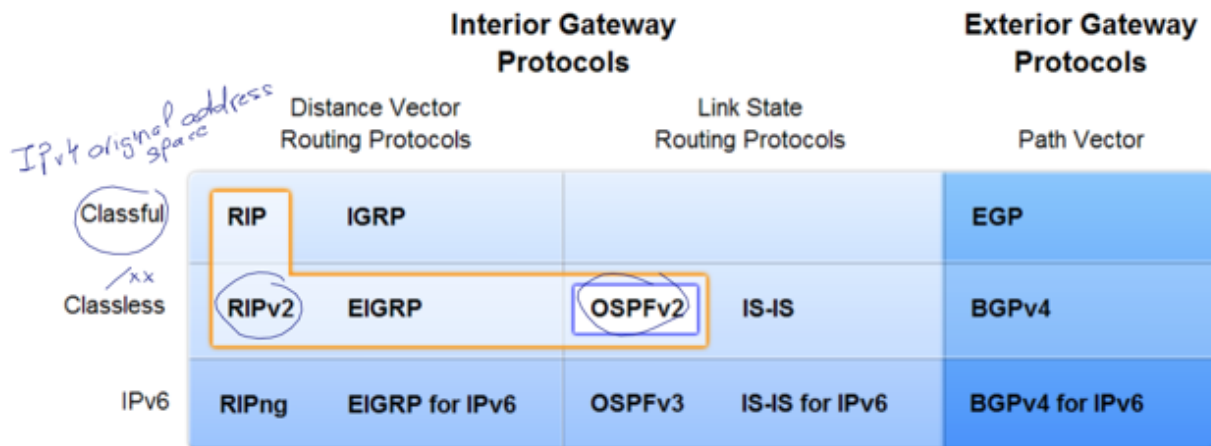 Interior Gateway
Protocols
Exterior Gateway
Protocols
IPv4 original address
space
Distance Vector
Routing Protocols
Link State
Routing Protocols
Path Vector
Classful
RIP IGRP EGP
/xx
Classless
RIPv2 EIGRP OSPFv2 IS-IS BGPv4
IPv6
RIPng EIGRP for IPv6 OSPFv3 IS-IS for IPv6 BGPv4 for IPv6